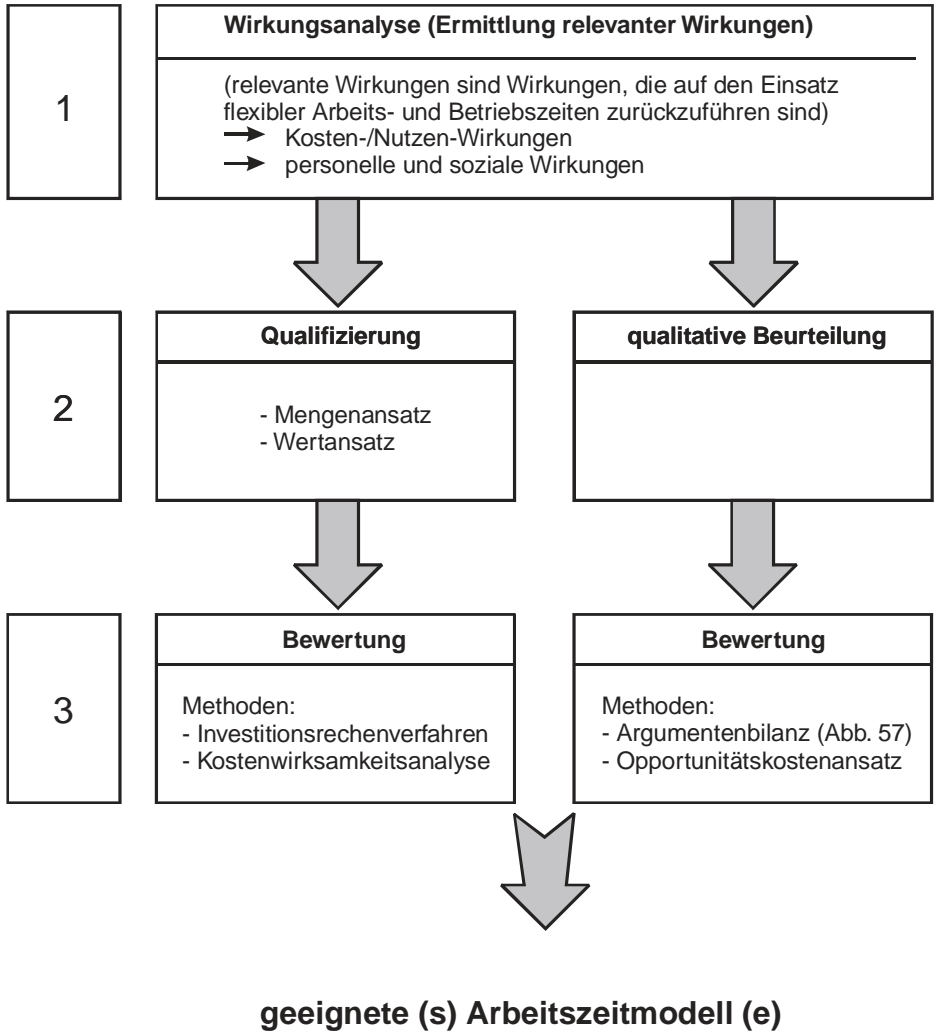 1
Wirkungsanalyse (Ermittlung relevanter Wirkungen)
(relevante Wirkungen sind Wirkungen, die auf den Einsatz
flexibler Arbeits- und Betriebszeiten zurückzuführen sind)
Kosten-/Nutzen-Wirkungen
personelle und soziale Wirkungen
2
Qualifizierung
- Mengenansatz
- Wertansatz
qualitative Beurteilung
3
Bewertung
Methoden:
- Investitionsrechenverfahren
- Kostenwirksamkeitsanalyse
Bewertung
Methoden:
- Argumentenbilanz (Abb. 57)
- Opportunitätskostenansatz
geeignete (s) Arbeitszeitmodell (e)